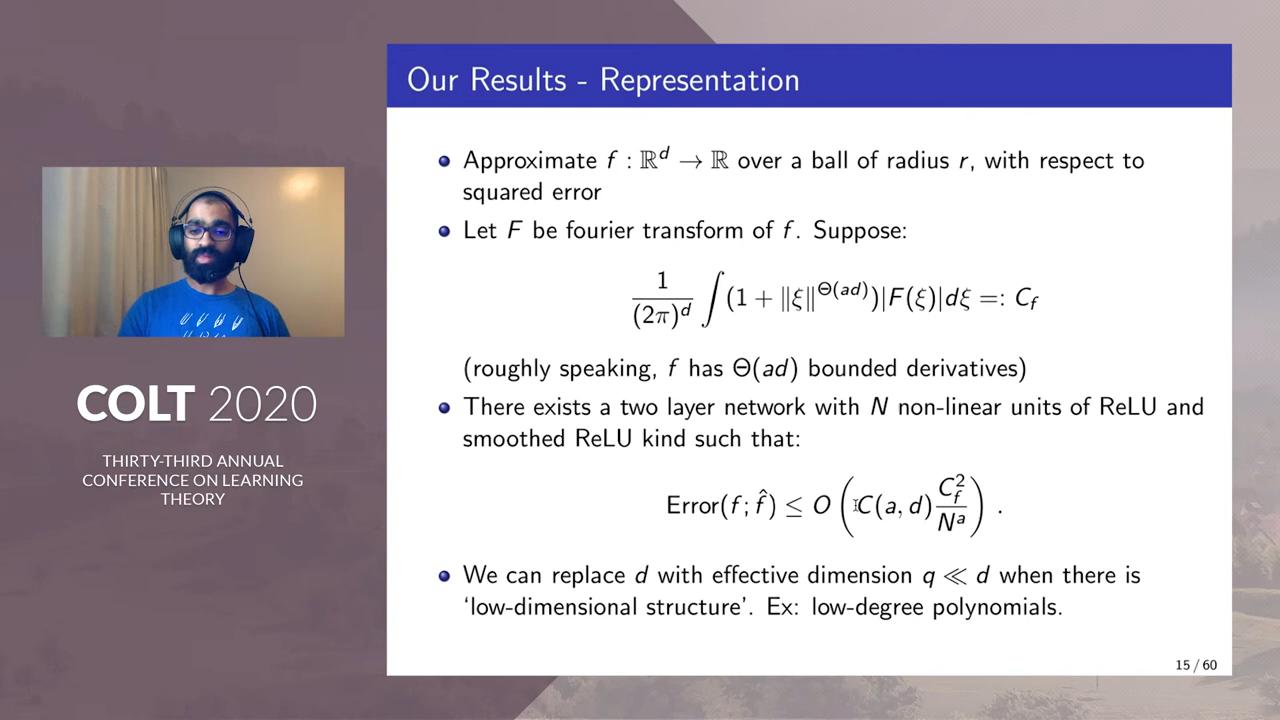 Our Results - Representation
Approximate f : ℝ^d → ℝ over a ball of radius r, with respect to
squared error
Let F be fourier transform of f. Suppose:
1/(2π)^d ∫(1 + ‖ξ‖^Θ(ad))|F(ξ)|dξ =: C_f
(roughly speaking, f has Θ(ad) bounded derivatives)
There exists a two layer network with N non-linear units of ReLU and
smoothed ReLU kind such that:
Error(f; f̂) ≤ O (C(a, d) C_f^2/N^a) .
We can replace d with effective dimension q ≪ d when there is
‘low-dimensional structure’. Ex: low-degree polynomials.
15 / 60
COLT 2020
THIRTY-THIRD ANNUAL
CONFERENCE ON LEARNING
THEORY